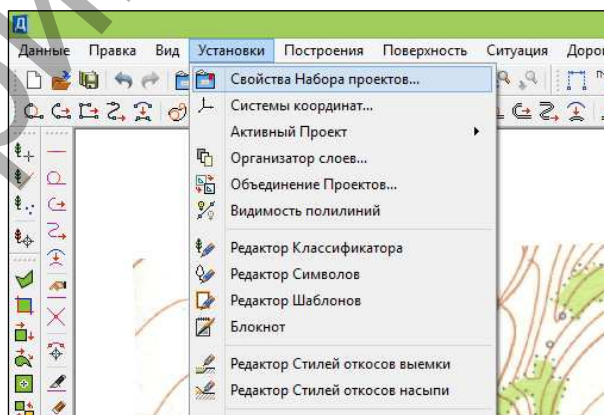 Данные Правка Вид Установки Построения Поверхность Ситуация
Свойства Набора проектов...
Системы координат...
Активный Проект
Организатор слоев...
Объединение Проектов...
Видимость полилиний
Редактор Классификатора
Редактор Символов
Редактор Шаблонов
Блокнот
Редактор Стилей откосов выемки
Редактор Стилей откосов насыпи